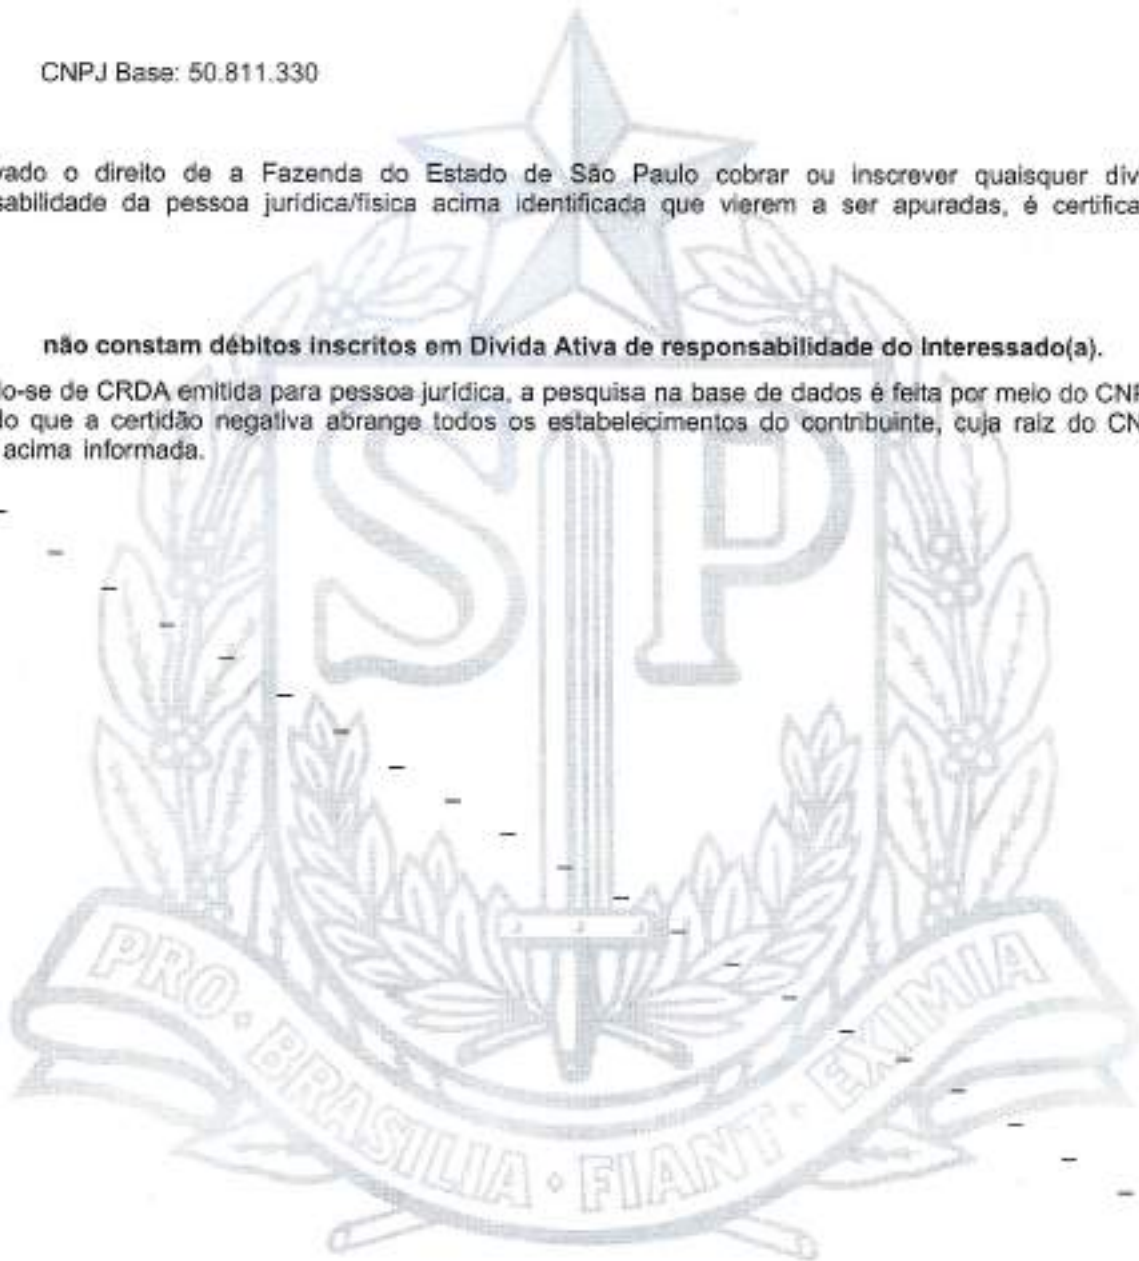 CNPJ Base: 50.811.330
vado o direito de a Fazenda do Estado de São Paulo cobrar ou inscrever quaisquer dív
sabilidade da pessoa jurídica/física acima identificada que vierem a ser apuradas, é certifica
não constam débitos inscritos em Dívida Ativa de responsabilidade do Interessado(a).
do-se de CRDA emitida para pessoa jurídica, a pesquisa na base de dados é feita por meio do CNP
do que a certidão negativa abrange todos os estabelecimentos do contribuinte, cuja raiz do CN
acima informada.
SP
PRO • BRASILIA • FIANT • EXIMIA